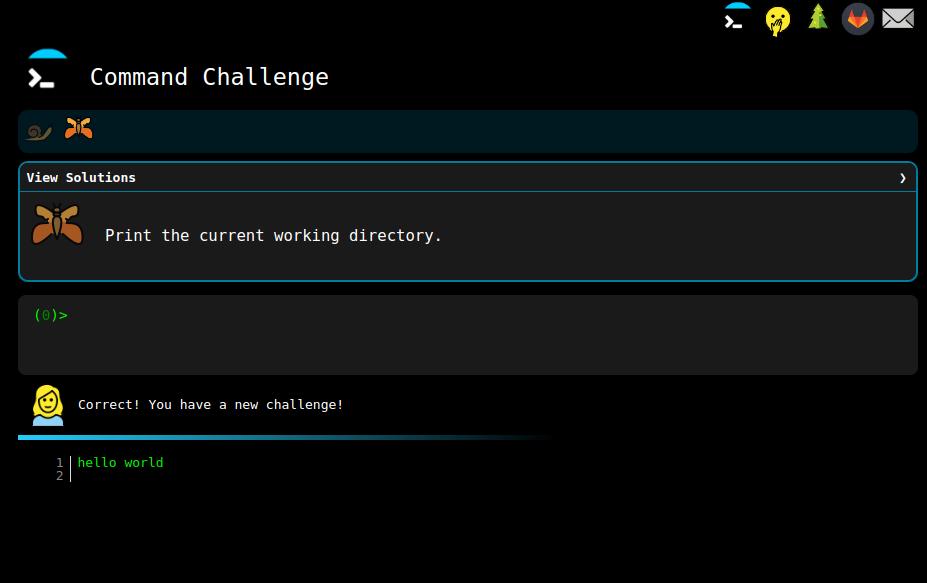 Command Challenge
View Solutions
Print the current working directory.
(0)>
Correct! You have a new challenge!
1 hello world
2